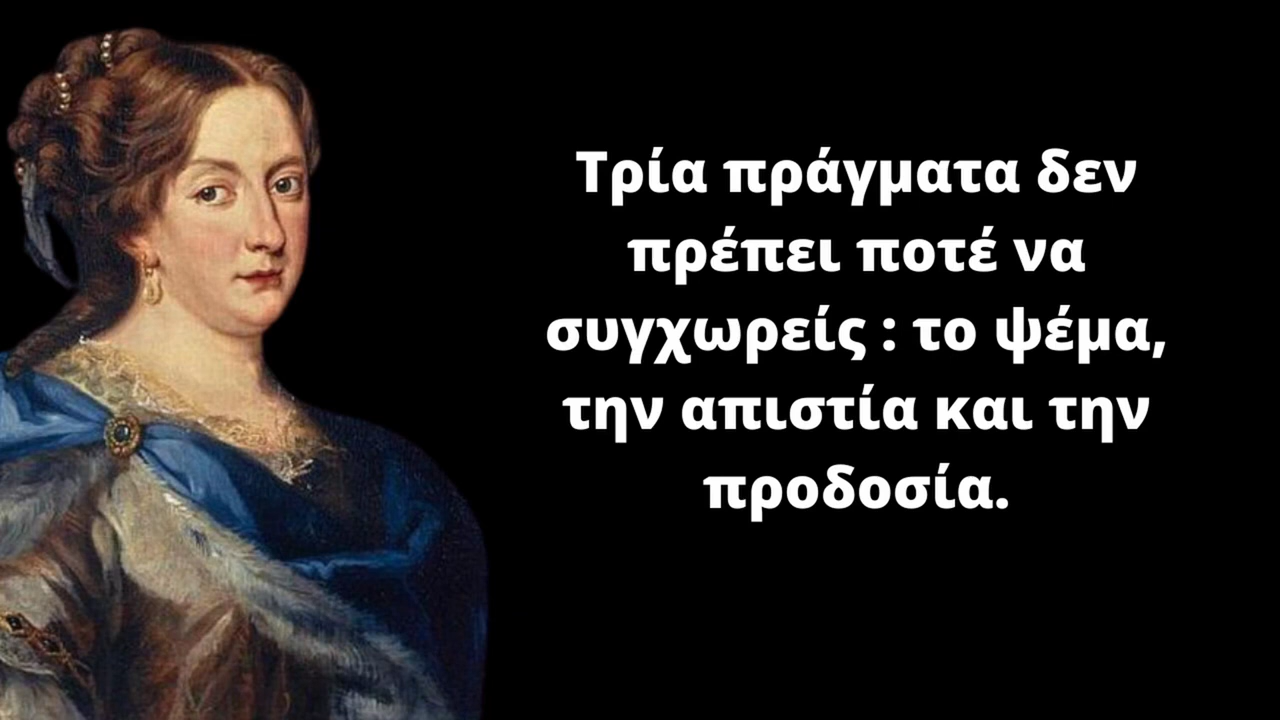 Τρία πράγματα δεν
πρέπει ποτέ να
συγχωρείς : το ψέμα,
την απιστία και την
προδοσία.